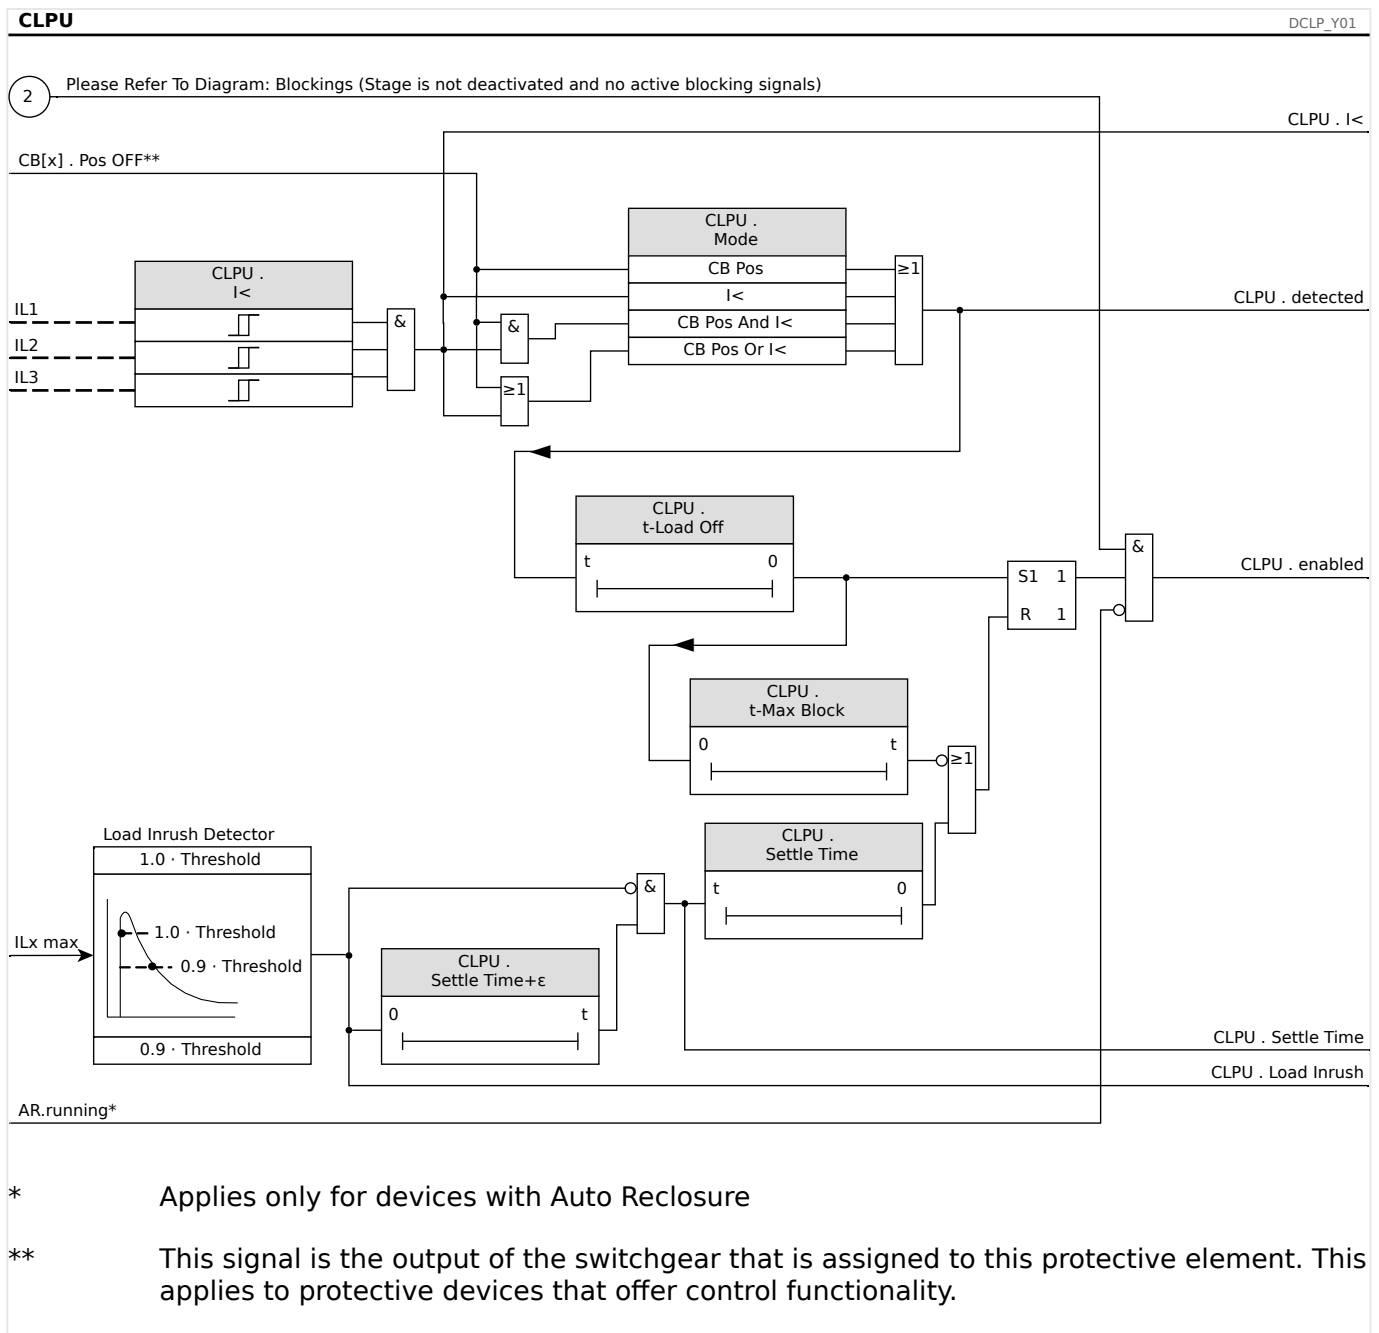 CLPU
DCLP_Y01
2
Please Refer To Diagram: Blockings (Stage is not deactivated and no active blocking signals)
CLPU . I<
CB[x] . Pos OFF**
CLPU .
Mode
CB Pos
I<
CB Pos And I<
CB Pos Or I<
≥1
CLPU . detected
CLPU .
I<
IL1
IL2
IL3
&
&
≥1
CLPU .
t-Load Off
t 0
S1 1
R 1
&
CLPU . enabled
CLPU .
t-Max Block
0 t
≥1
Load Inrush Detector
1.0 · Threshold
1.0 · Threshold
0.9 · Threshold
0.9 · Threshold
ILx max
&
CLPU .
Settle Time
t 0
CLPU .
Settle Time+ε
0 t
CLPU . Settle Time
CLPU . Load Inrush
AR.running*
* Applies only for devices with Auto Reclosure
** This signal is the output of the switchgear that is assigned to this protective element. This
applies to protective devices that offer control functionality.